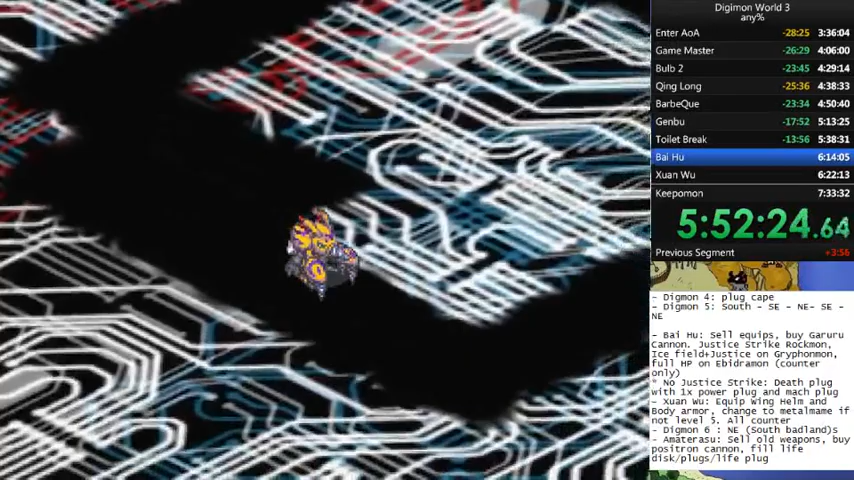 Digimon World 3
any%
Enter AoA -28:25 3:36:04
Game Master -26:29 4:06:00
Bulb 2 -23:45 4:29:14
Qing Long -25:36 4:38:33
BarbeQue -23:34 4:50:40
Genbu -17:52 5:13:25
Toilet Break -13:56 5:38:31
Bai Hu 6:14:05
Xuan Wu 6:22:13
Keepomon 7:33:32
5:52:24.64
Previous Segment +3:56
- Digmon 4: plug cape
- Digmon 5: South - SE - NE- SE -
NE
- Bai Hu: Sell equips, buy Garuru
Cannon. Justice Strike Rockmon,
Ice field+Justice on Gryphonmon,
full HP on Ebidramon (counter
only)
* No Justice Strike: Death plug
with 1x power plug and mach plug
- Xuan Wu: Equip Wing Helm and
Body armor, change to metalmame if
not level 5. All counter
- Digmon 6 : NE (South badland)s
- Amaterasu: Sell old weapons, buy
positron cannon, fill life
disk/plugs/life plug